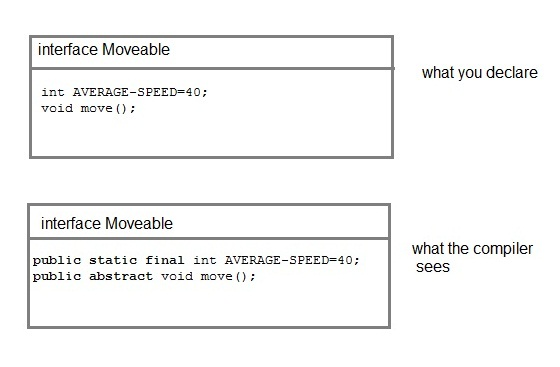 interface Moveable
int AVERAGE-SPEED=40;
void move();
what you declare
interface Moveable
public static final int AVERAGE-SPEED=40;
public abstract void move();
what the compiler
sees